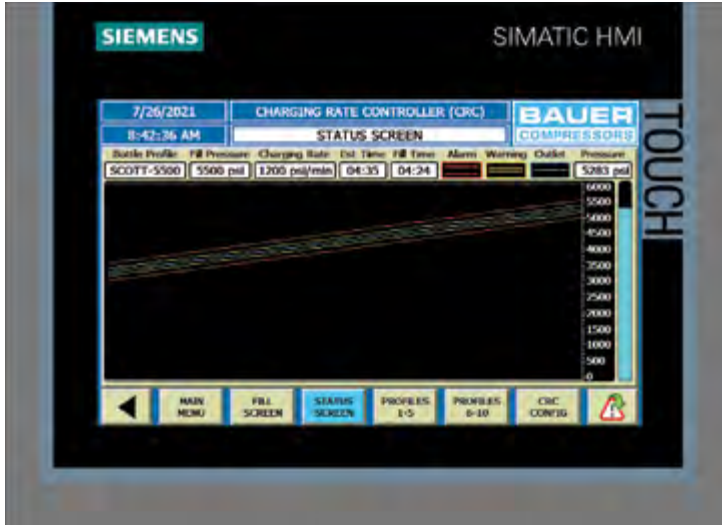 SIEMENS
SIMATIC HMI
TOUCH
7/26/2021
CHARGING RATE CONTROLLER (CRC)
BAUER
COMPRESSORS
8:42:36 AM
STATUS SCREEN
Bottle Profile Fill Pressure Charging Rate Est Time Fill Time Alarm Warning Outlet Pressure
SCOTT-5500 5500 psi 1200 psi/min 04:35 04:24 5283 psi
6000
5500
5000
4500
4000
3500
3000
2500
2000
1500
1000
500
0
MAIN MENU
FILL SCREEN
STATUS SCREEN
PROFILES 1-5
PROFILES 6-10
CRC CONFIG